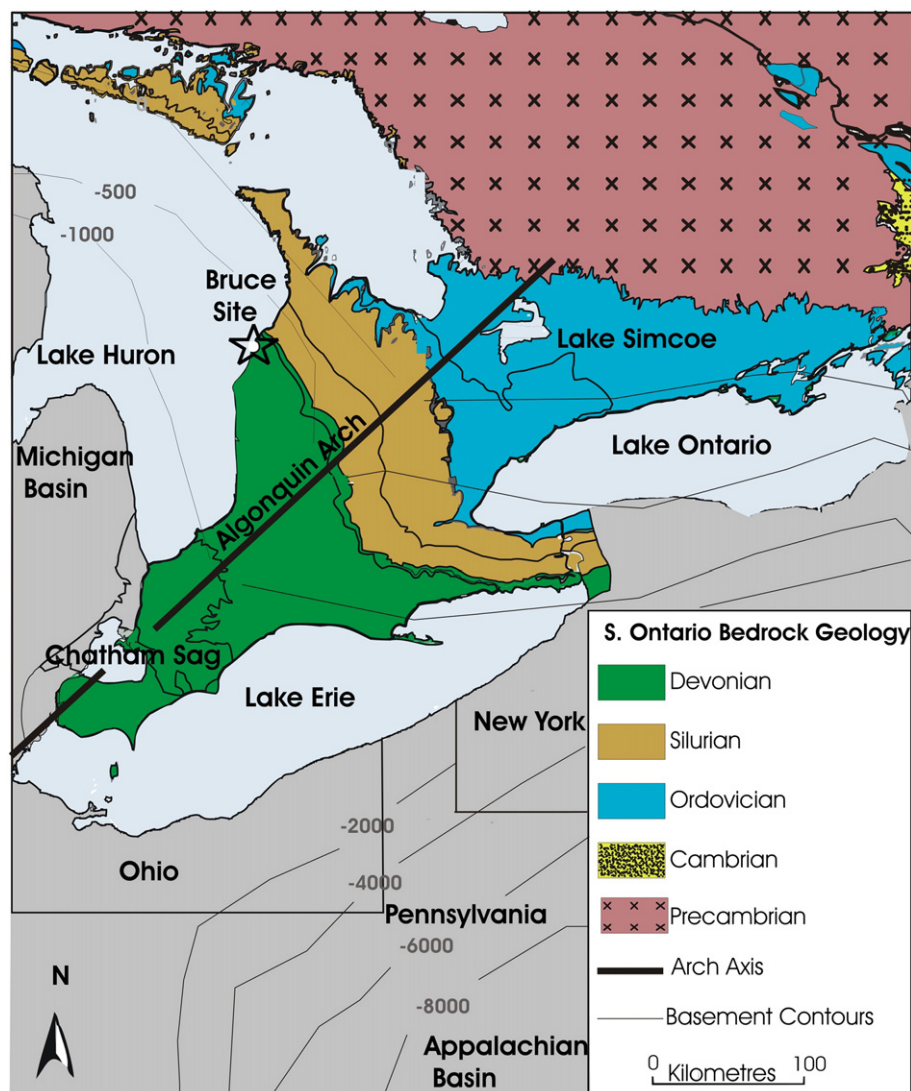 -500
-1000
Bruce
Site
Lake Huron
Lake Simcoe
Michigan
Basin
Algonquin Arch
Lake Ontario
Chatham Sag
Lake Erie
New York
-2000
Ohio
-4000
Pennsylvania
-6000
-8000
Appalachian
Basin
N
S. Ontario Bedrock Geology
Devonian
Silurian
Ordovician
Cambrian
Precambrian
Arch Axis
Basement Contours
0 100
Kilometres